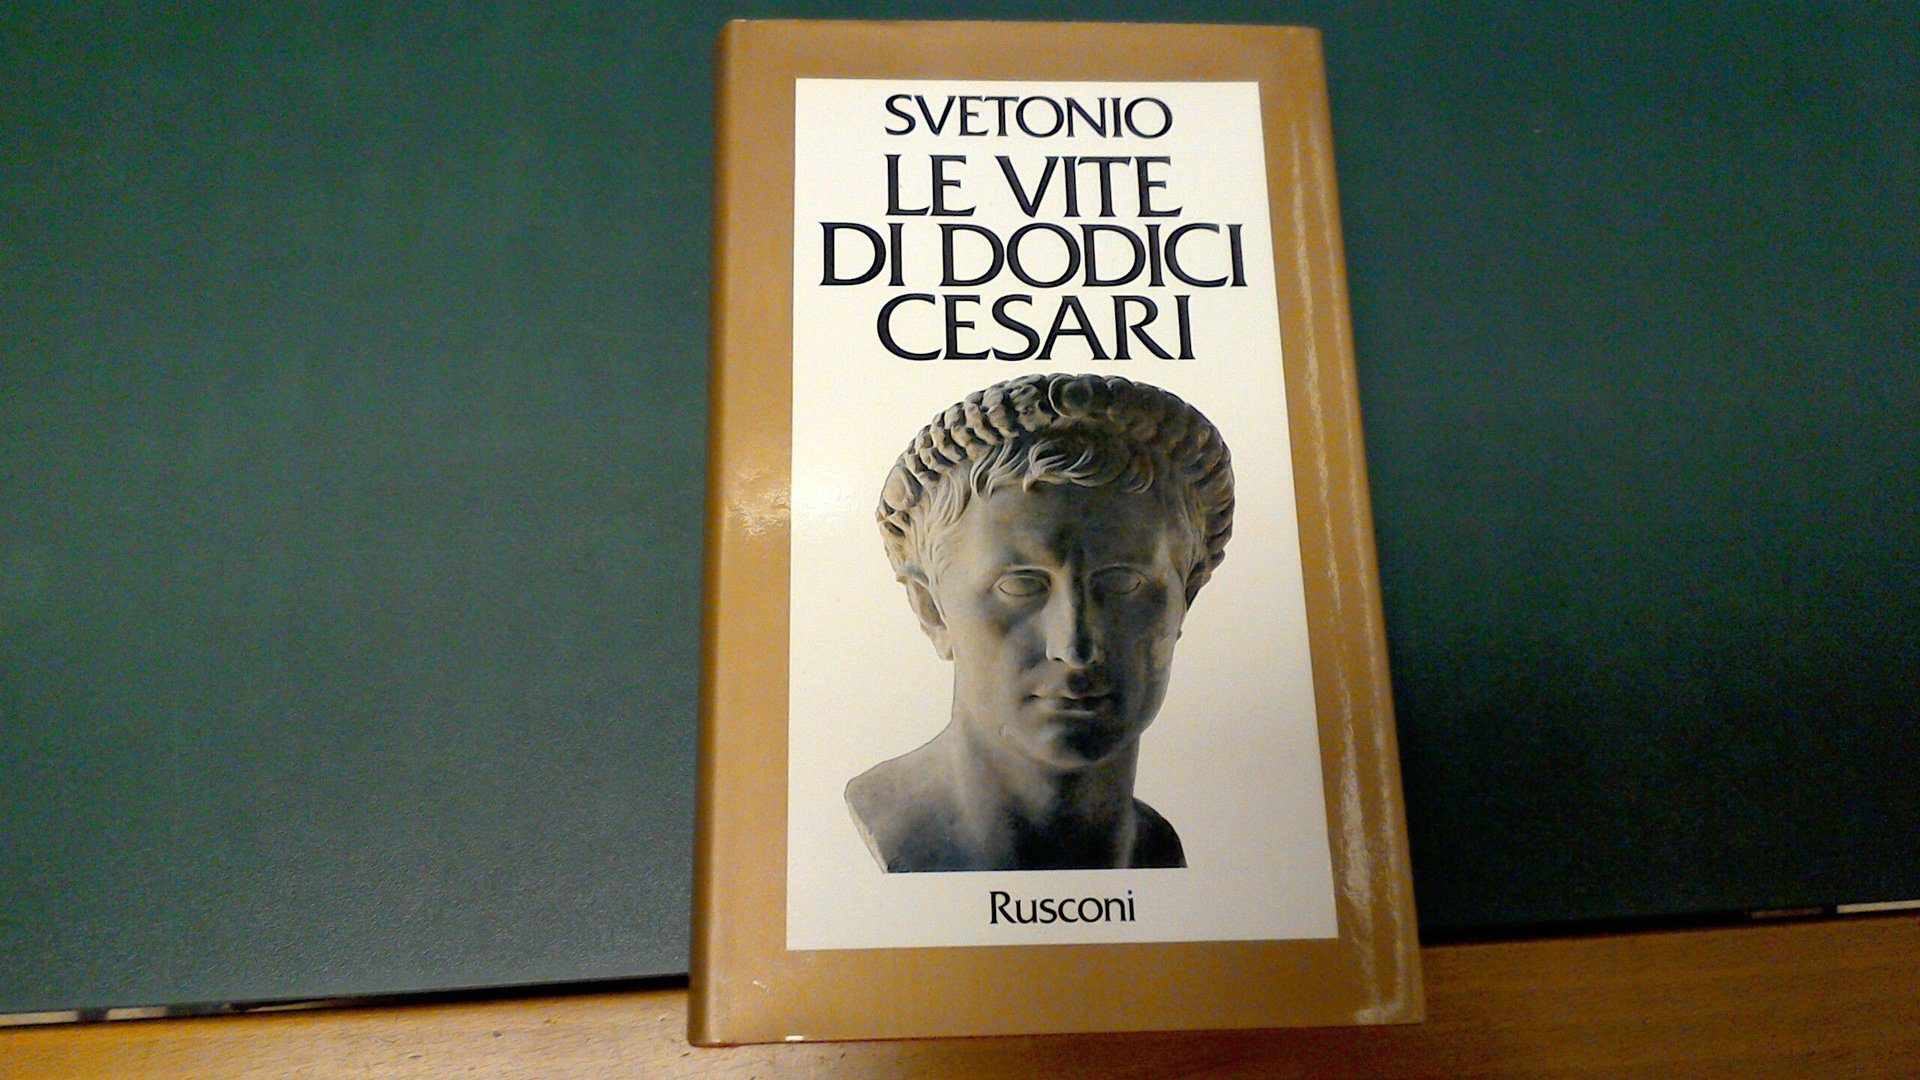 SVETONIO
LE VITE
DI DODICI
CESARI
Rusconi